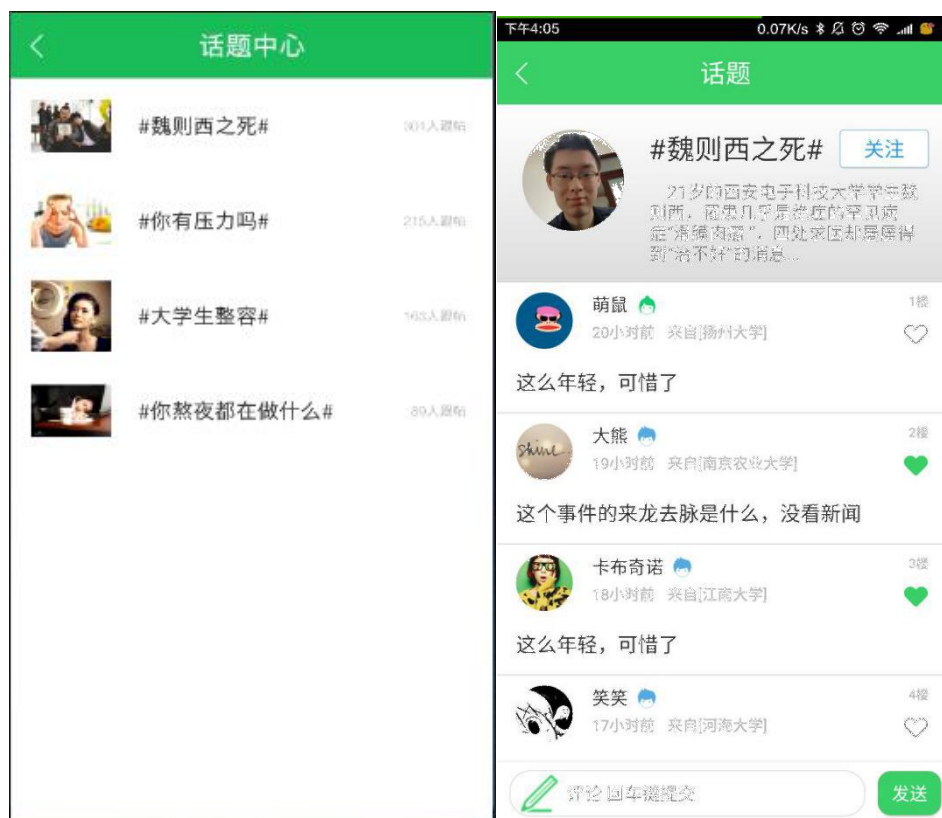 话题中心
#魏则西之死#
301人跟帖
#你有压力吗#
215人跟帖
#大学生整容#
163人跟帖
#你熬夜都在做什么#
89人跟帖
下午4:05
0.07K/s
话题
#魏则西之死#
关注
21岁的西安电子科技大学学生魏
则西，罹患几乎是绝症的罕见病
症“滑膜肉瘤”，四处求医却屡屡得
到“治不好”的消息...
萌鼠
1楼
20小时前 来自[扬州大学]
这么年轻，可惜了
大熊
2楼
shine
19小时前 来自[南京农业大学]
这个事件的来龙去脉是什么，没看新闻
卡布奇诺
3楼
18小时前 来自[江南大学]
这么年轻，可惜了
笑笑
4楼
17小时前 来自[河海大学]
评论 回车键提交
发送